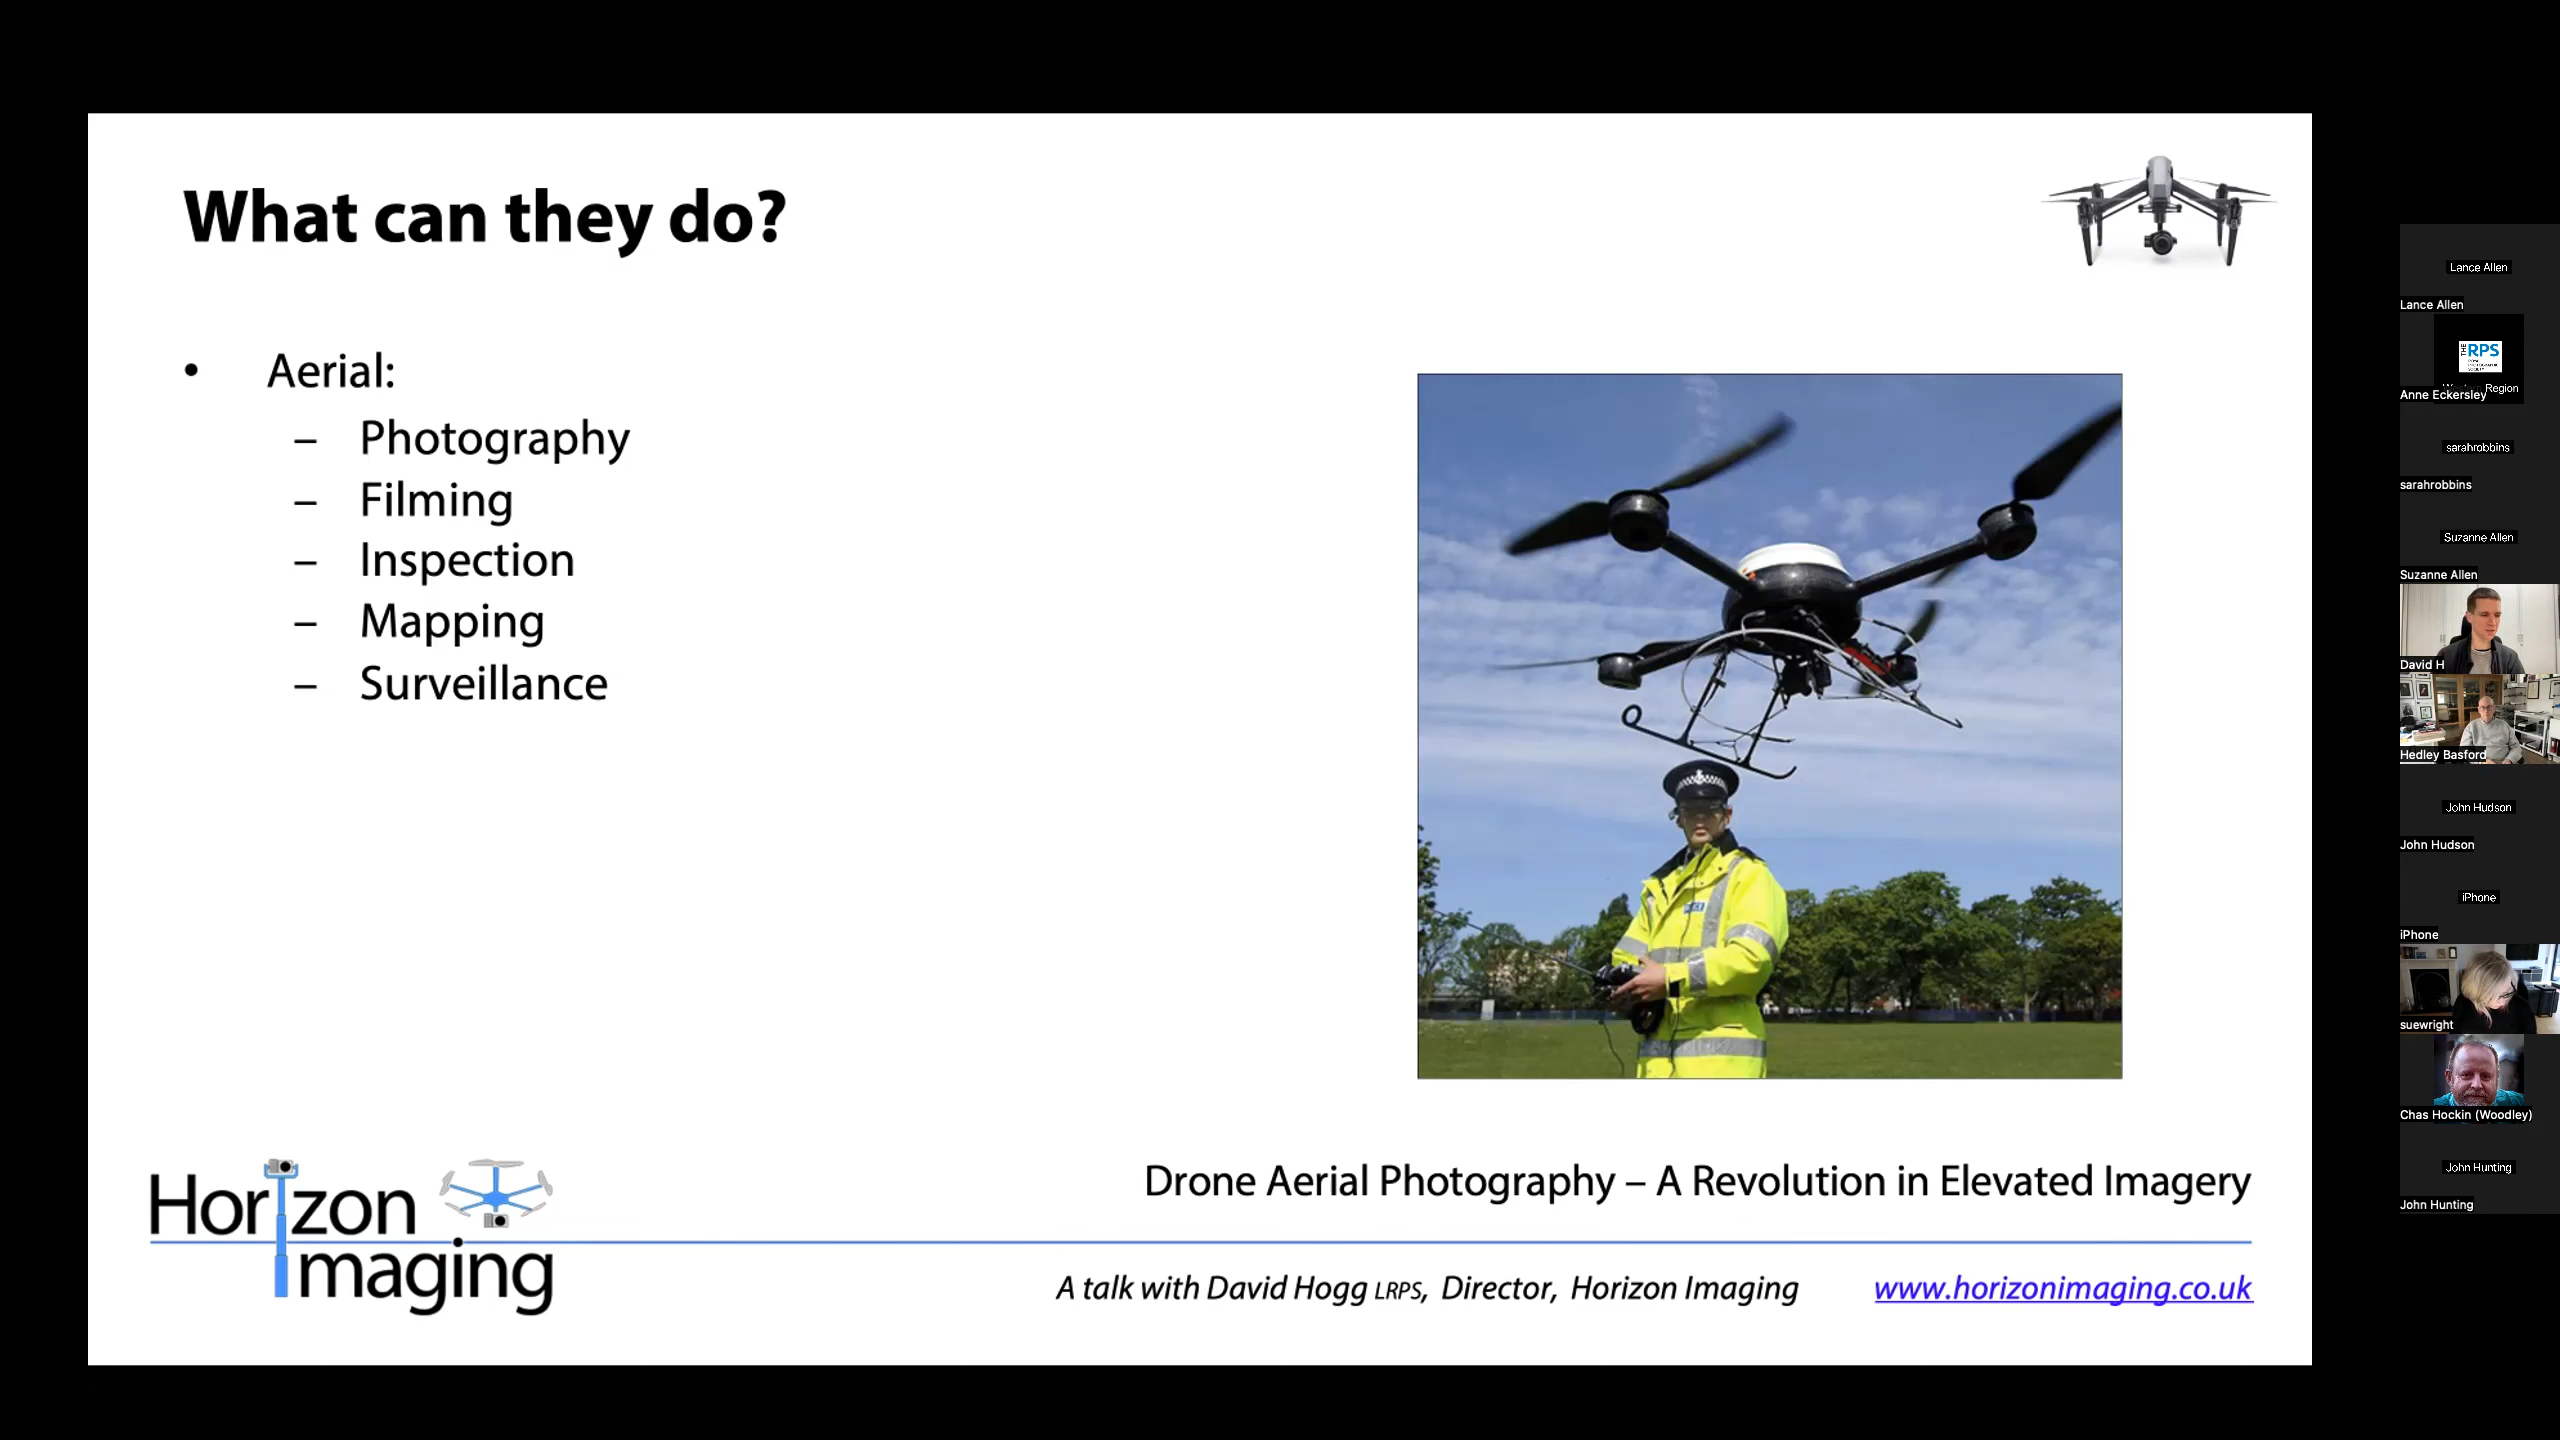 What can they do?
• Aerial:
– Photography
– Filming
– Inspection
– Mapping
– Surveillance
Horizon
imaging
Drone Aerial Photography – A Revolution in Elevated Imagery
A talk with David Hogg LRPS, Director, Horizon Imaging
www.horizonimaging.co.uk
Lance Allen
Lance Allen
THE RPS
Region
Anne Eckersley
sarahrobbins
sarahrobbins
Suzanne Allen
Suzanne Allen
David H
Hedley Basford
John Hudson
John Hudson
iPhone
iPhone
suewright
Chas Hockin (Woodley)
John Hunting
John Hunting